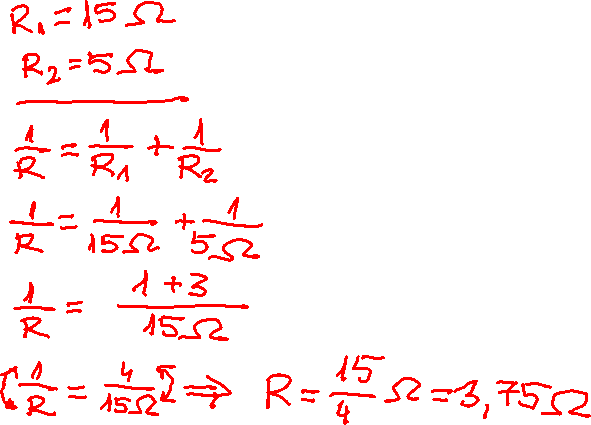 R₁ = 15 Ω
R₂ = 5 Ω
1/R = 1/R₁ + 1/R₂
1/R = 1/15Ω + 1/5Ω
1/R = (1 + 3)/15Ω
1/R = 4/15Ω ⇒ R = 15/4 Ω = 3,75 Ω